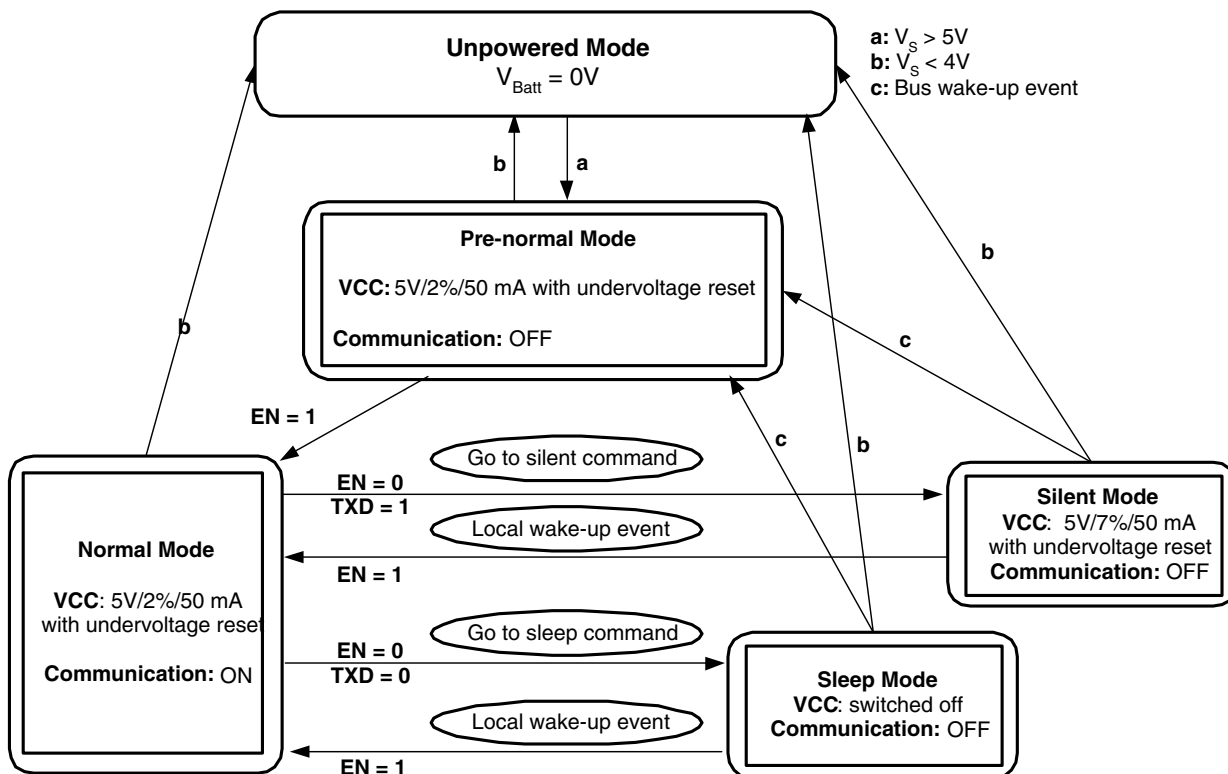 Unpowered Mode
V_Batt = 0V
a: V_S > 5V
b: V_S < 4V
c: Bus wake-up event
b
a
Pre-normal Mode
VCC: 5V/2%/50 mA with undervoltage reset
Communication: OFF
b
b
c
c
b
EN = 1
Go to silent command
EN = 0
TXD = 1
Local wake-up event
EN = 1
Silent Mode
VCC: 5V/7%/50 mA
with undervoltage reset
Communication: OFF
Normal Mode
VCC: 5V/2%/50 mA
with undervoltage reset
Communication: ON
Go to sleep command
EN = 0
TXD = 0
Local wake-up event
EN = 1
Sleep Mode
VCC: switched off
Communication: OFF